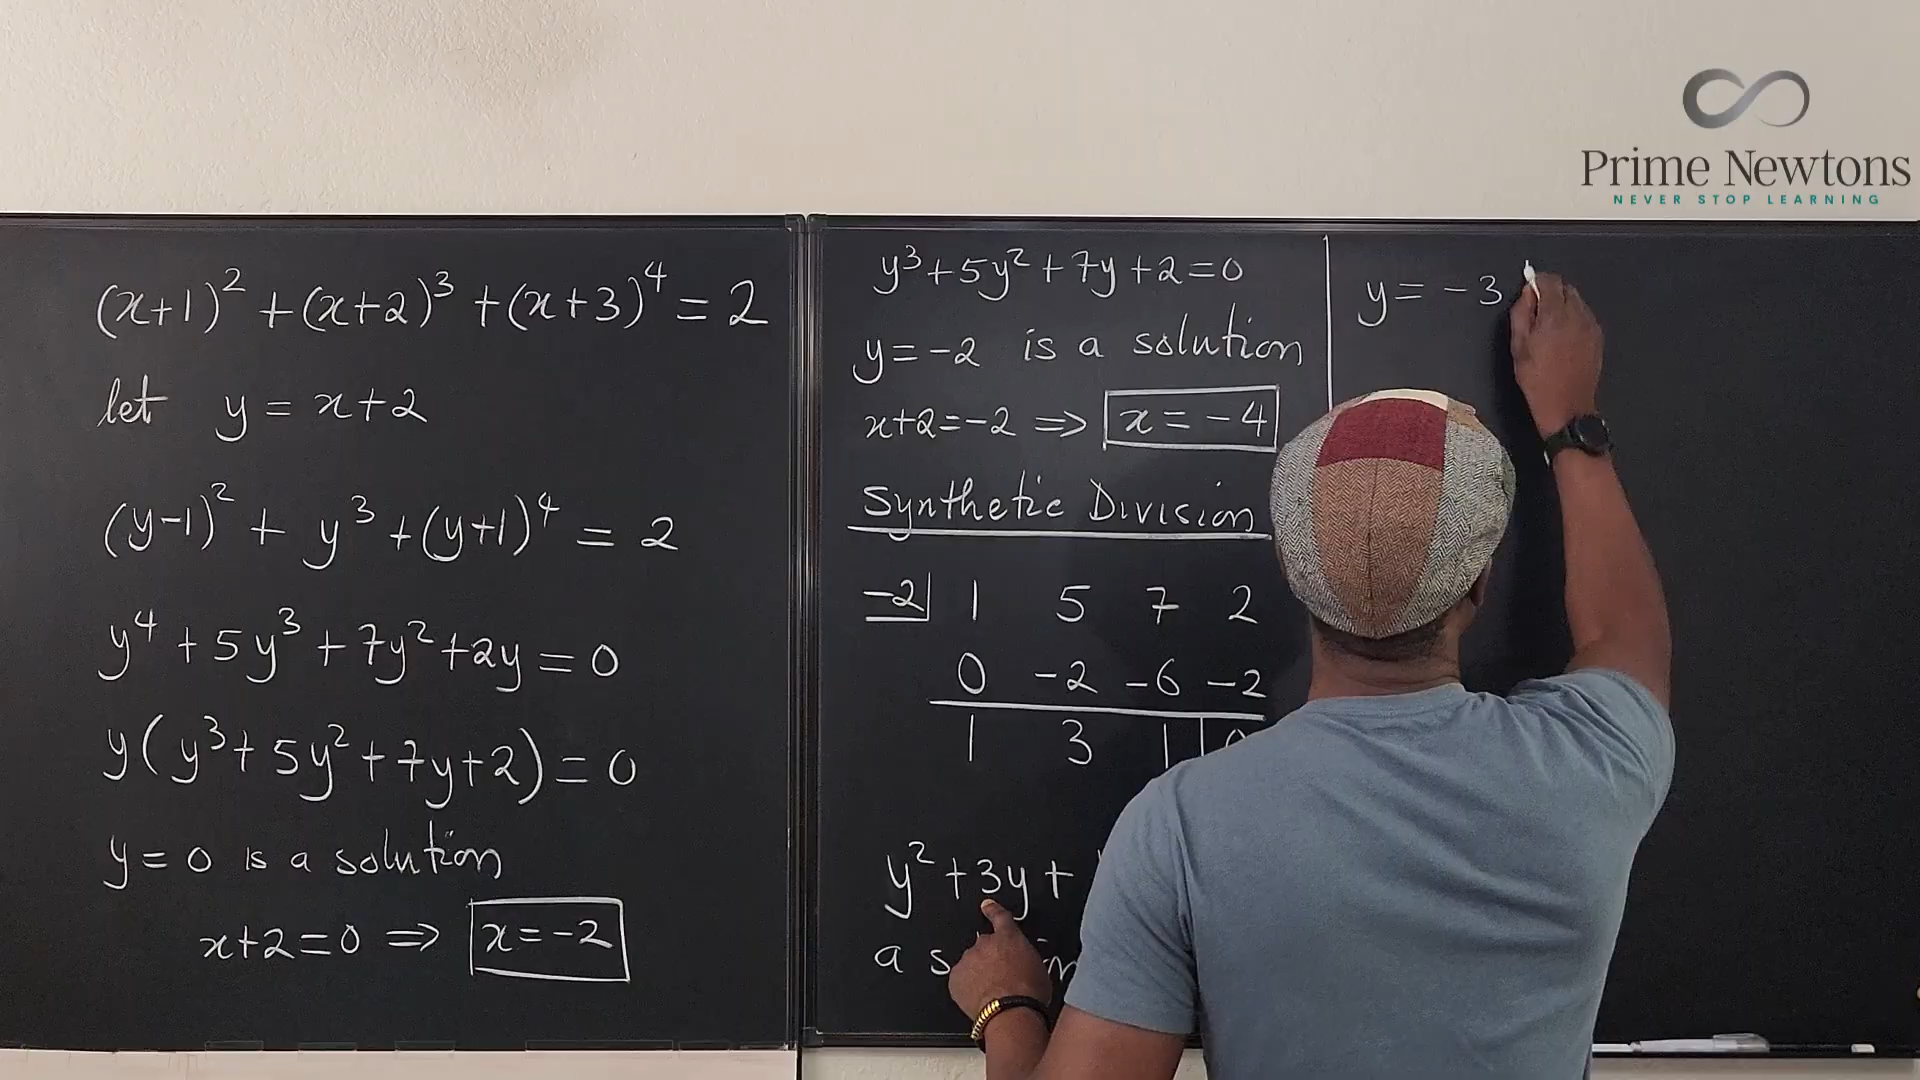 Prime Newtons
NEVER STOP LEARNING
(x+1)² + (x+2)³ + (x+3)⁴ = 2
let y = x+2
(y-1)² + y³ + (y+1)⁴ = 2
y⁴ + 5y³ + 7y² + 2y = 0
y(y³ + 5y² + 7y + 2) = 0
y = 0 is a solution
x+2 = 0 ⇒ x = -2
y³ + 5y² + 7y + 2 = 0
y = -2 is a solution
x+2 = -2 ⇒ x = -4
Synthetic Division
-2| 1 5 7 2
0 -2 -6 -2
1 3 1 | 0
y² + 3y +
a
y = -3